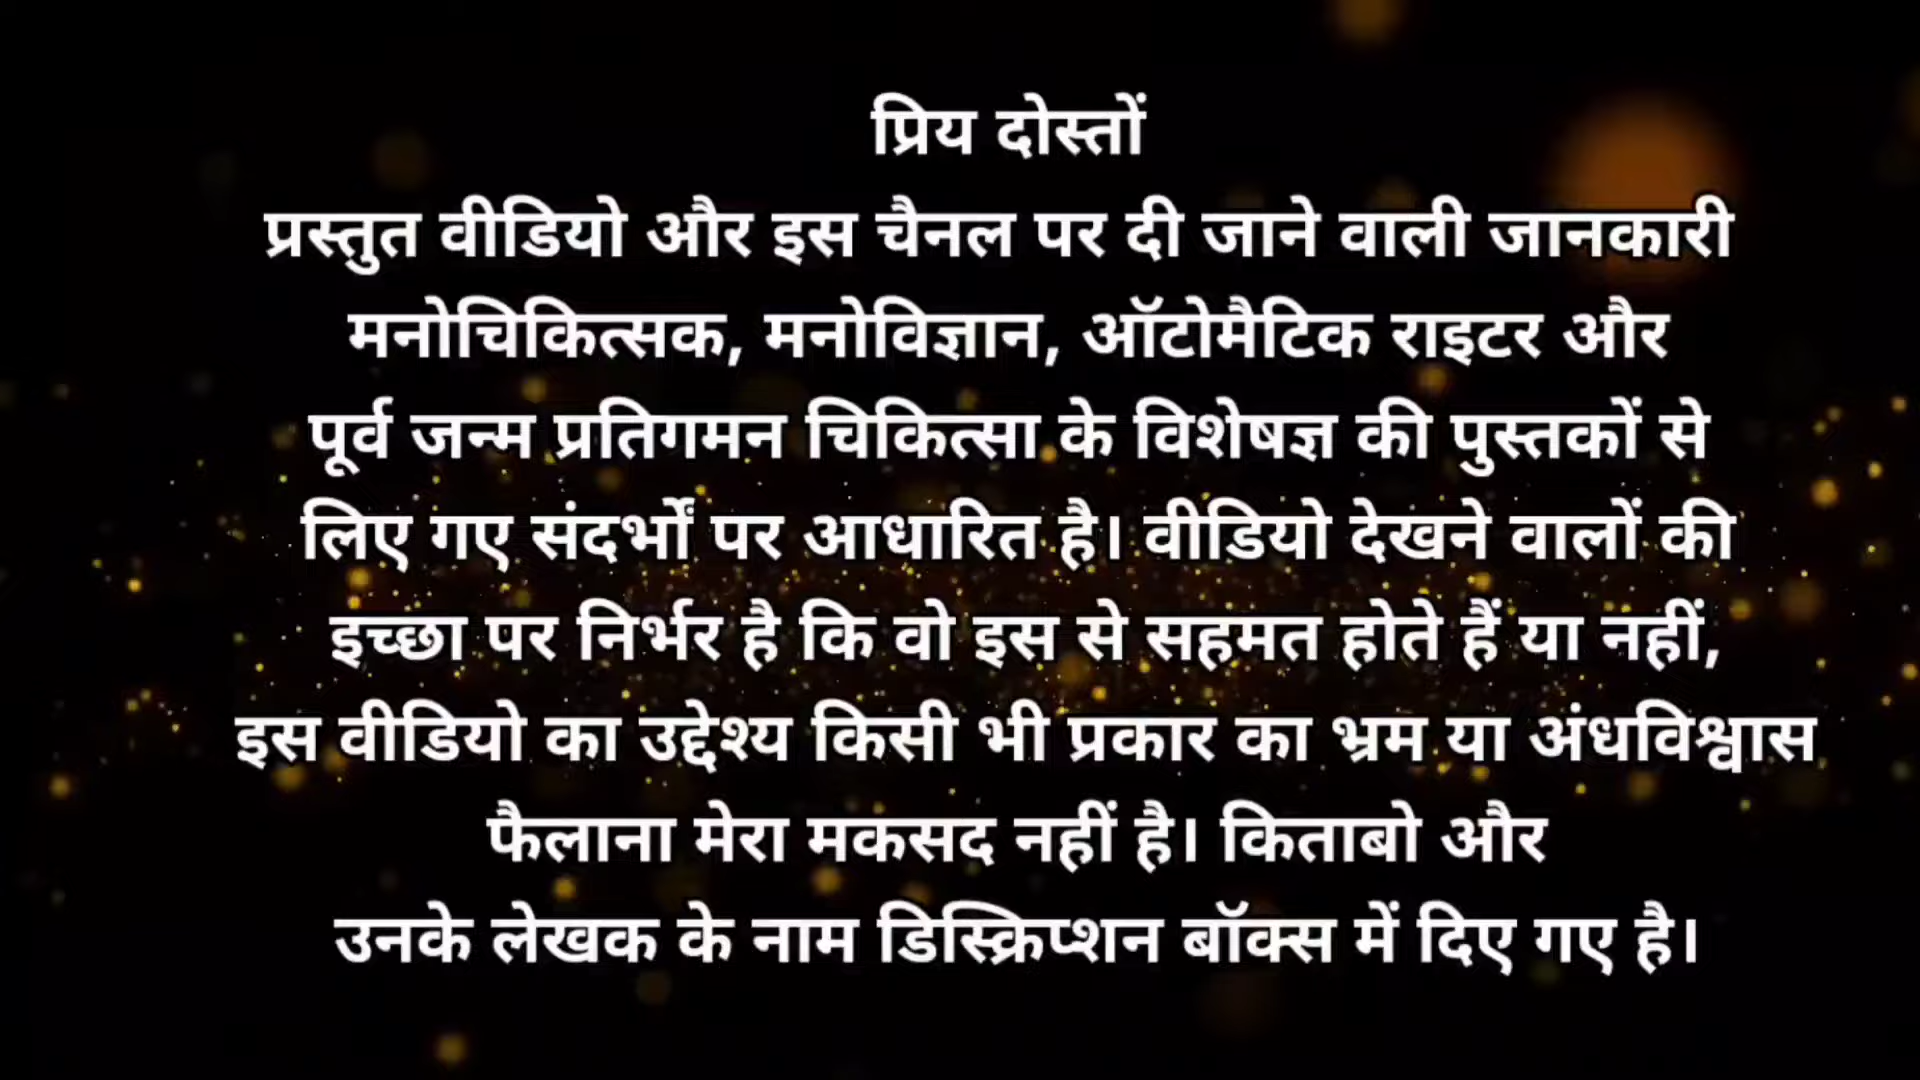 प्रिय दोस्तों
प्रस्तुत वीडियो और इस चैनल पर दी जाने वाली जानकारी
मनोचिकित्सक, मनोविज्ञान, ऑटोमैटिक राइटर और
पूर्व जन्म प्रतिगमन चिकित्सा के विशेषज्ञ की पुस्तकों से
लिए गए संदर्भों पर आधारित है। वीडियो देखने वालों की
इच्छा पर निर्भर है कि वो इस से सहमत होते हैं या नहीं,
इस वीडियो का उद्देश्य किसी भी प्रकार का भ्रम या अंधविश्वास
फैलाना मेरा मकसद नहीं है। किताबो और
उनके लेखक के नाम डिस्क्रिप्शन बॉक्स में दिए गए है।